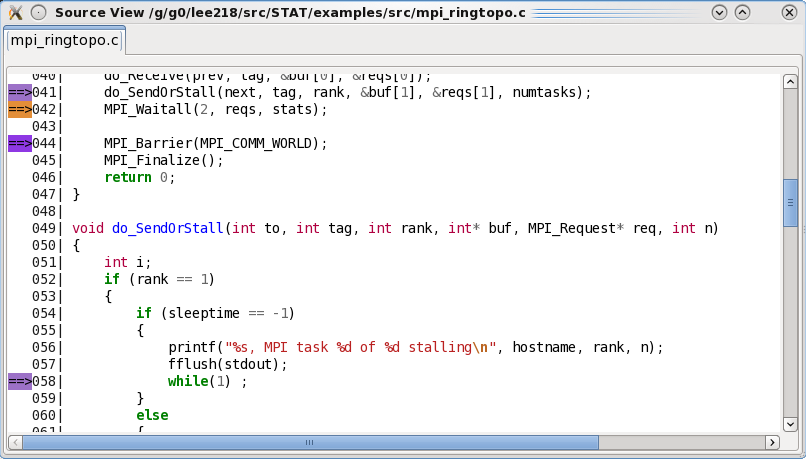 Source View /g/g0/lee218/src/STAT/examples/src/mpi_ringtopo.c
mpi_ringtopo.c
040|     do_Receive(prev, tag, &buf[0], &reqs[0]);
==>041|     do_SendOrStall(next, tag, rank, &buf[1], &reqs[1], numtasks);
==>042|     MPI_Waitall(2, reqs, stats);
043|
==>044|     MPI_Barrier(MPI_COMM_WORLD);
045|     MPI_Finalize();
046|     return 0;
047| }
048|
049| void do_SendOrStall(int to, int tag, int rank, int* buf, MPI_Request* req, int n)
050| {
051|     int i;
052|     if (rank == 1)
053|     {
054|         if (sleeptime == -1)
055|         {
056|             printf("%s, MPI task %d of %d stalling\n", hostname, rank, n);
057|             fflush(stdout);
==>058|             while(1) ;
059|         }
060|         else
061|         {